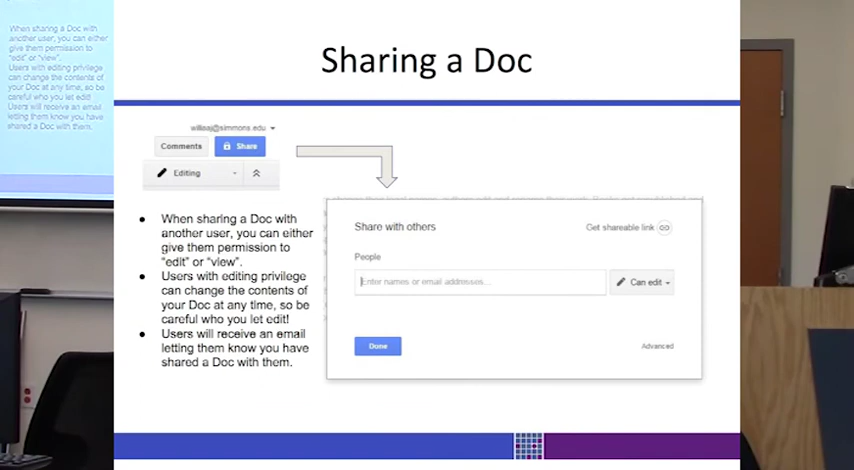 When sharing a Doc with
another user, you can either
give them permission to
"edit" or "view".
Users with editing privilege
can change the contents of
your Doc at any time, so be
careful who you let edit!
Users will receive an email
letting them know you have
shared a Doc with them.
Sharing a Doc
williaaj@simmons.edu
Comments
Share
Editing
• When sharing a Doc with
another user, you can either
give them permission to
"edit" or "view".
• Users with editing privilege
can change the contents of
your Doc at any time, so be
careful who you let edit!
• Users will receive an email
letting them know you have
shared a Doc with them.
Share with others
Get shareable link
People
Enter names or email addresses...
Can edit
Done
Advanced